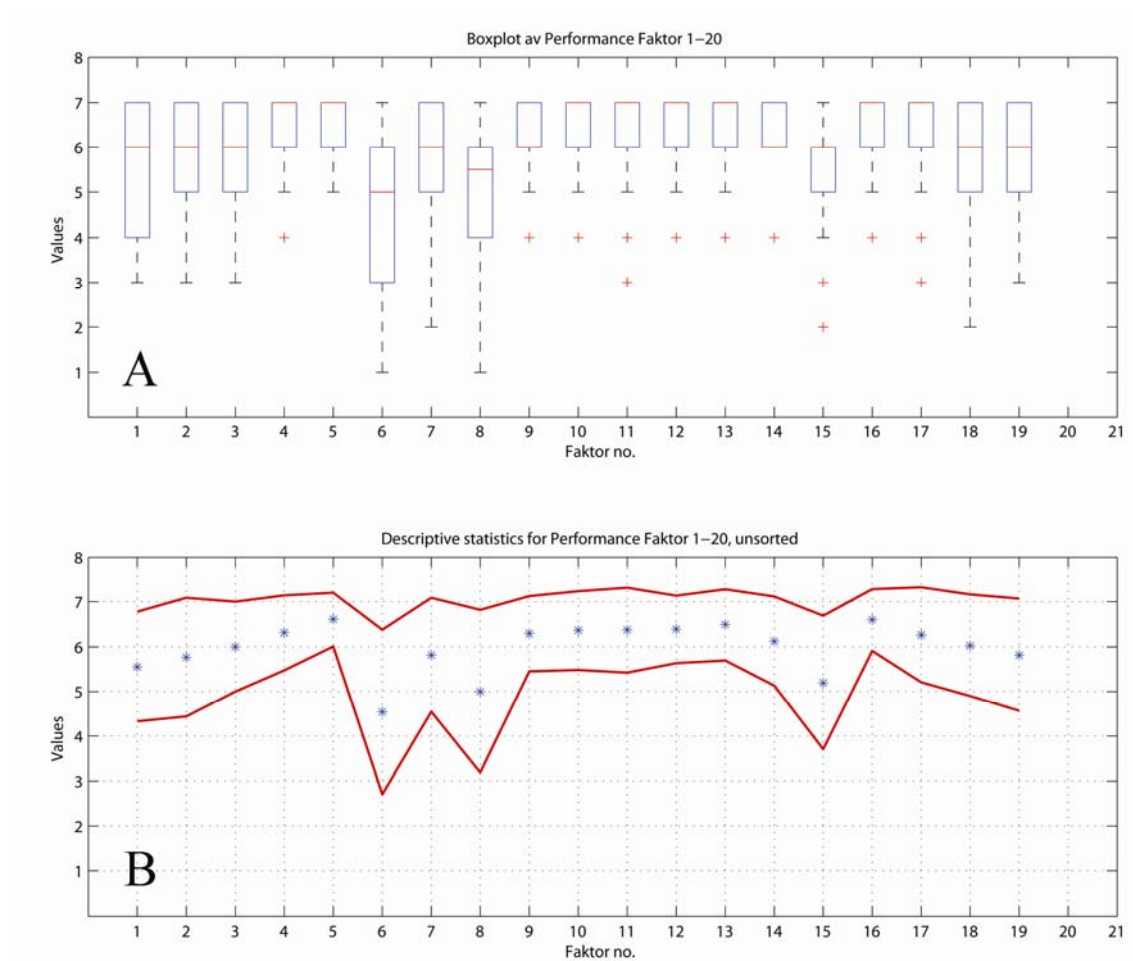 Boxplot av Performance Faktor 1−20
8
7
6
5
4
3
2
1
Values
A
1 2 3 4 5 6 7 8 9 10 11 12 13 14 15 16 17 18 19 20 21
Faktor no.
Descriptive statistics for Performance Faktor 1−20, unsorted
8
7
6
5
4
3
2
1
Values
B
1 2 3 4 5 6 7 8 9 10 11 12 13 14 15 16 17 18 19 20 21
Faktor no.